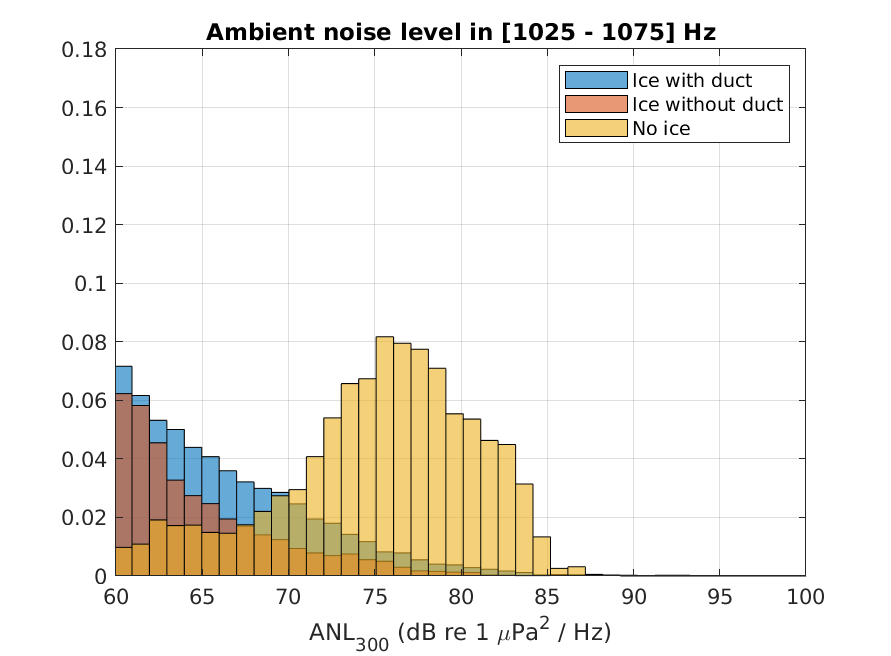 Ambient noise level in [1025 - 1075] Hz
0.18
0.16
0.14
0.12
0.1
0.08
0.06
0.04
0.02
0
Ice with duct
Ice without duct
No ice
60 65 70 75 80 85 90 95 100
ANL₃₀₀ (dB re 1 μPa² / Hz)